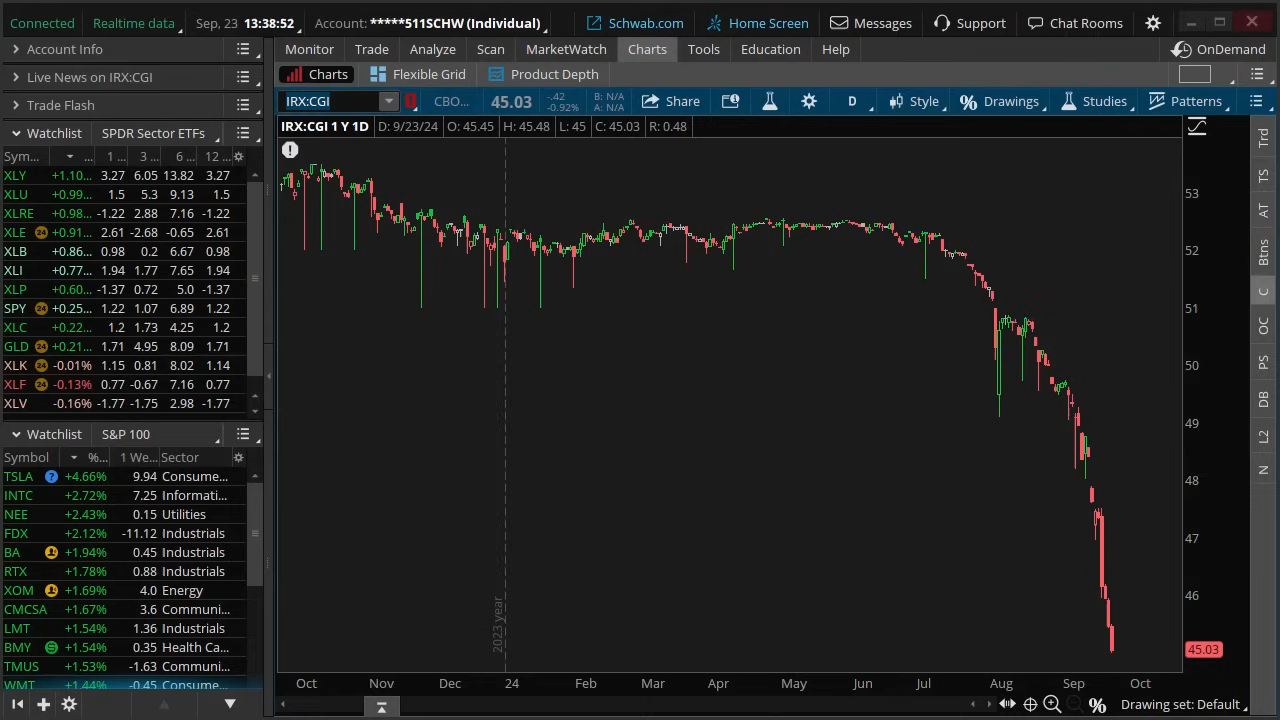 Connected Realtime data Sep, 23 13:38:52 Account: *****511SCHW (Individual) Schwab.com Home Screen Messages Support Chat Rooms
Account Info
Live News on IRX:CGI
Trade Flash
Watchlist SPDR Sector ETFs
Sym... ... 1 ... 3 ... 6 ... 12 ...
XLY +1.10... 3.27 6.05 13.82 3.27
XLU +0.99... 1.5 5.3 9.13 1.5
XLRE +0.98... -1.22 2.88 7.16 -1.22
XLE 24 +0.91... 2.61 -2.68 -0.65 2.61
XLB +0.86... 0.98 0.2 6.67 0.98
XLI +0.77... 1.94 1.77 7.65 1.94
XLP +0.60... -1.37 0.72 5.0 -1.37
SPY 24 +0.25... 1.22 1.07 6.89 1.22
XLC +0.22... 1.2 1.73 4.25 1.2
GLD 24 +0.21... 1.71 4.95 8.09 1.71
XLK 24 -0.01% 1.15 0.81 8.02 1.14
XLF 24 -0.13% 0.77 -0.67 7.16 0.77
XLV -0.16% -1.77 -1.75 2.98 -1.77
Watchlist S&P 100
Symbol %... 1 We... Sector
TSLA ? +4.66% 9.94 Consume...
INTC +2.72% 7.25 Informati...
NEE +2.43% 0.15 Utilities
FDX +2.12% -11.12 Industrials
BA +1.94% 0.45 Industrials
RTX +1.78% 0.88 Industrials
XOM +1.69% 4.0 Energy
CMCSA +1.67% 3.6 Communi...
LMT +1.54% 1.36 Industrials
BMY +1.54% 0.35 Health Ca...
TMUS +1.53% -1.63 Communi...
WMT +1.44% -0.45 Consume...
Monitor Trade Analyze Scan MarketWatch Charts Tools Education Help OnDemand
Charts Flexible Grid Product Depth
IRX:CGI CBO... 45.03 -.42 -0.92% B: N/A A: N/A Share D Style % Drawings Studies Patterns
IRX:CGI 1 Y 1D D: 9/23/24 O: 45.45 H: 45.48 L: 45 C: 45.03 R: 0.48
53
52
51
50
49
48
47
46
45.03
2023 year
Oct Nov Dec 24 Feb Mar Apr May Jun Jul Aug Sep Oct
% Drawing set: Default
Trd
TS
AT
Btns
C
OC
PS
DB
L2
N